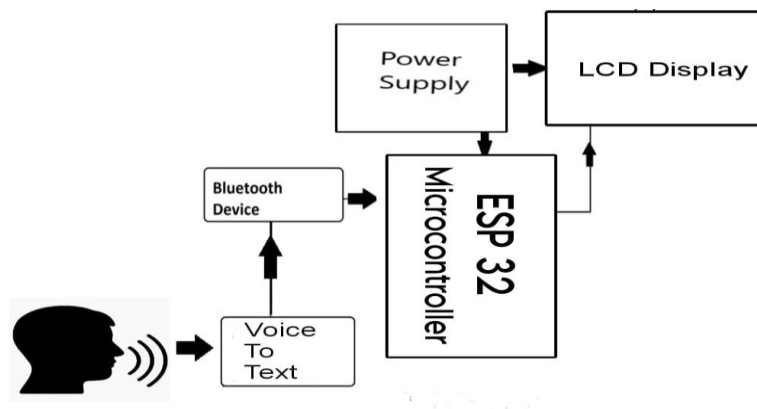 Power
Supply
LCD Display
Bluetooth
Device
ESP 32
Microcontroller
Voice
To
Text